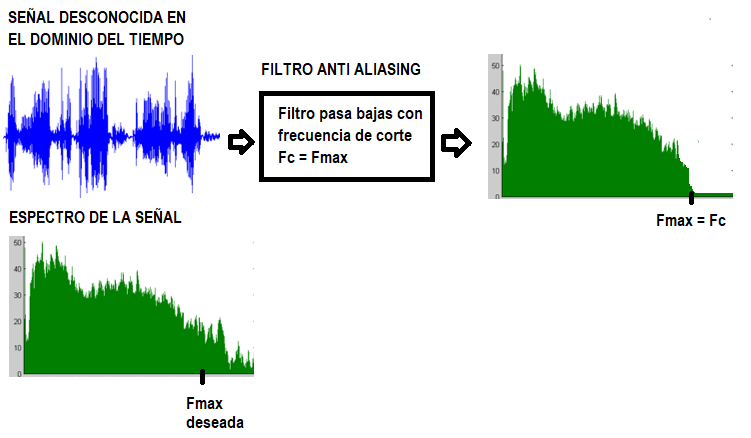 SEÑAL DESCONOCIDA EN
EL DOMINIO DEL TIEMPO
FILTRO ANTI ALIASING
Filtro pasa bajas con
frecuencia de corte
Fc = Fmax
50
40
30
20
10
0
Fmax = Fc
ESPECTRO DE LA SEÑAL
50
40
30
20
10
0
Fmax
deseada